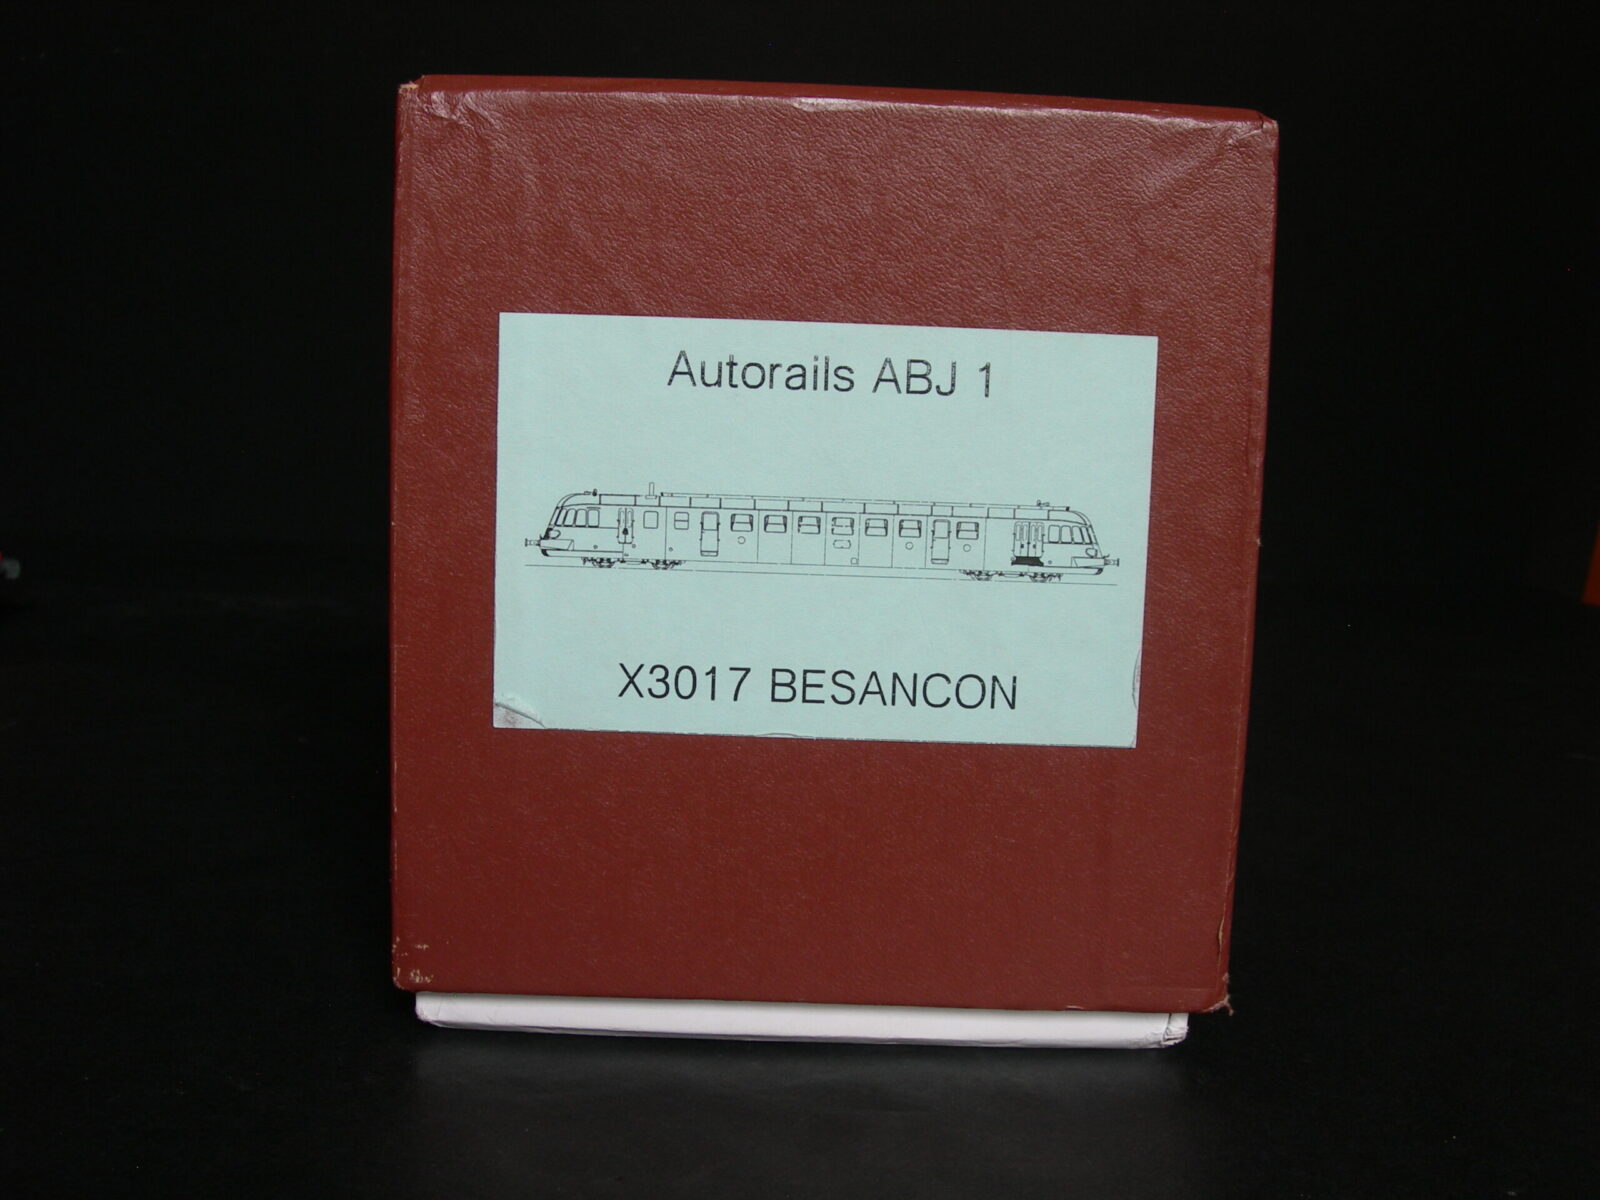 Autorails ABJ 1
X3017 BESANCON